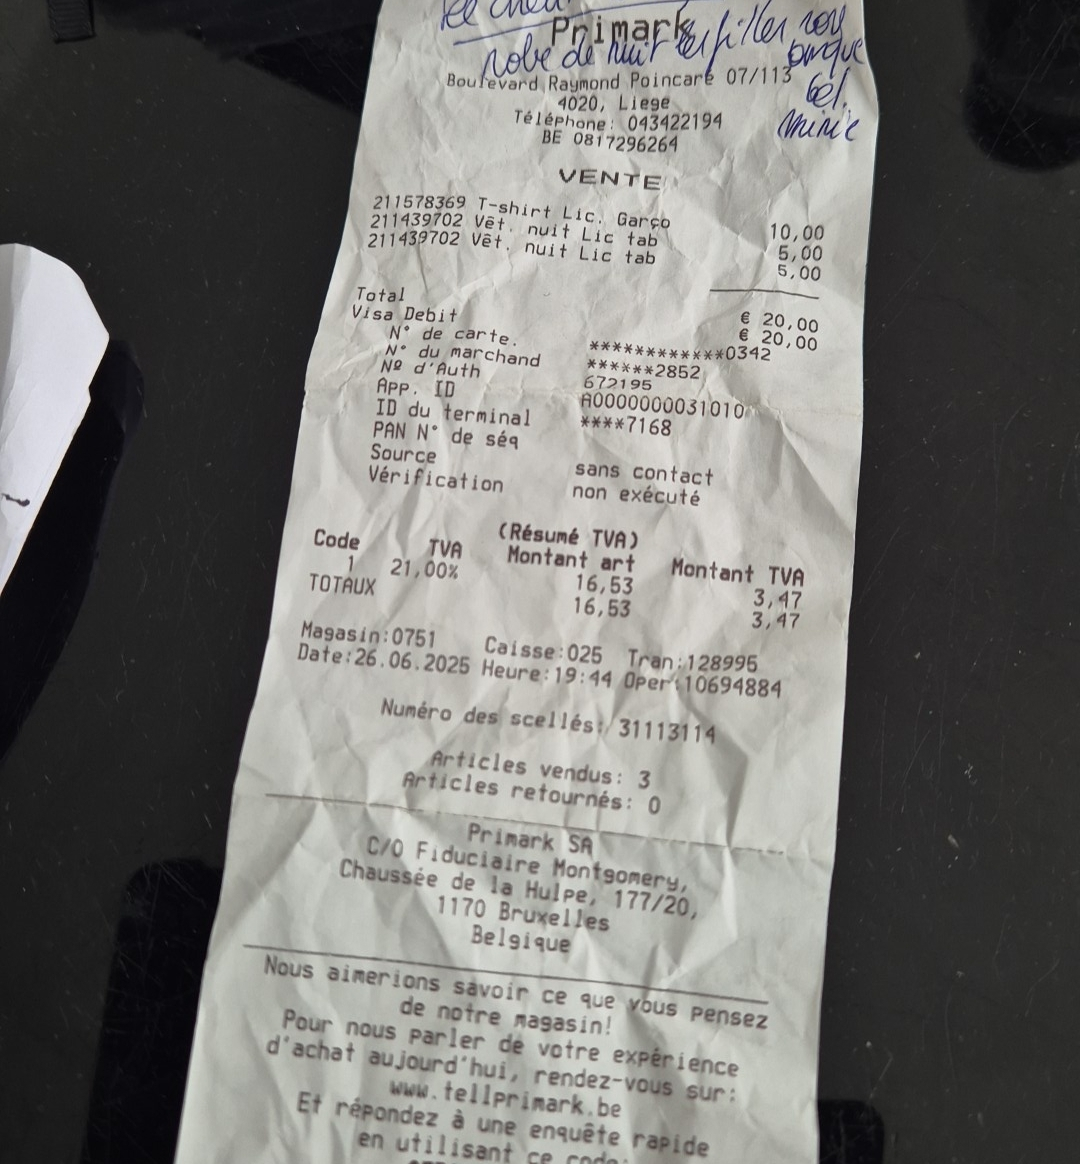 Primark
robe de nuit
Boulevard Raymond Poincaré 07/113
4020, Liege
Téléphone: 043422194
BE 0817296264
VENTE
211578369 T-shirt Lic. Garço 10,00
211439702 Vêt. nuit Lic tab 5,00
211439702 Vêt. nuit Lic tab 5,00
Total € 20,00
Visa Debit € 20,00
N° de carte. ************0342
N° du marchand ******2852
Nº d'Auth 672195
App. ID A0000000031010
ID du terminal ****7168
PAN N° de séq
Source sans contact
Vérification non exécuté
(Résumé TVA)
Code TVA Montant art Montant TVA
1 21,00% 16,53 3,47
TOTAUX 16,53 3,47
Magasin:0751 Caisse:025 Tran:128995
Date:26.06.2025 Heure:19:44 Oper:10694884
Numéro des scellés: 31113114
Articles vendus: 3
Articles retournés: 0
Primark SA
C/O Fiduciaire Montgomery,
Chaussée de la Hulpe, 177/20,
1170 Bruxelles
Belgique
Nous aimerions savoir ce que vous pensez
de notre magasin!
Pour nous parler de votre expérience
d'achat aujourd'hui, rendez-vous sur:
www.tellprimark.be
Et répondez à une enquête rapide
en utilisant ce code: